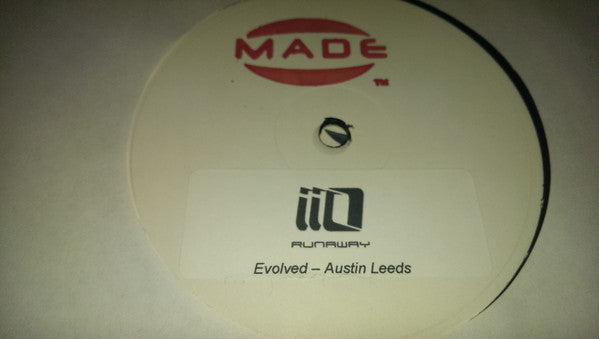 MADE
TM
iiO
RUNAWAY
Evolved – Austin Leeds